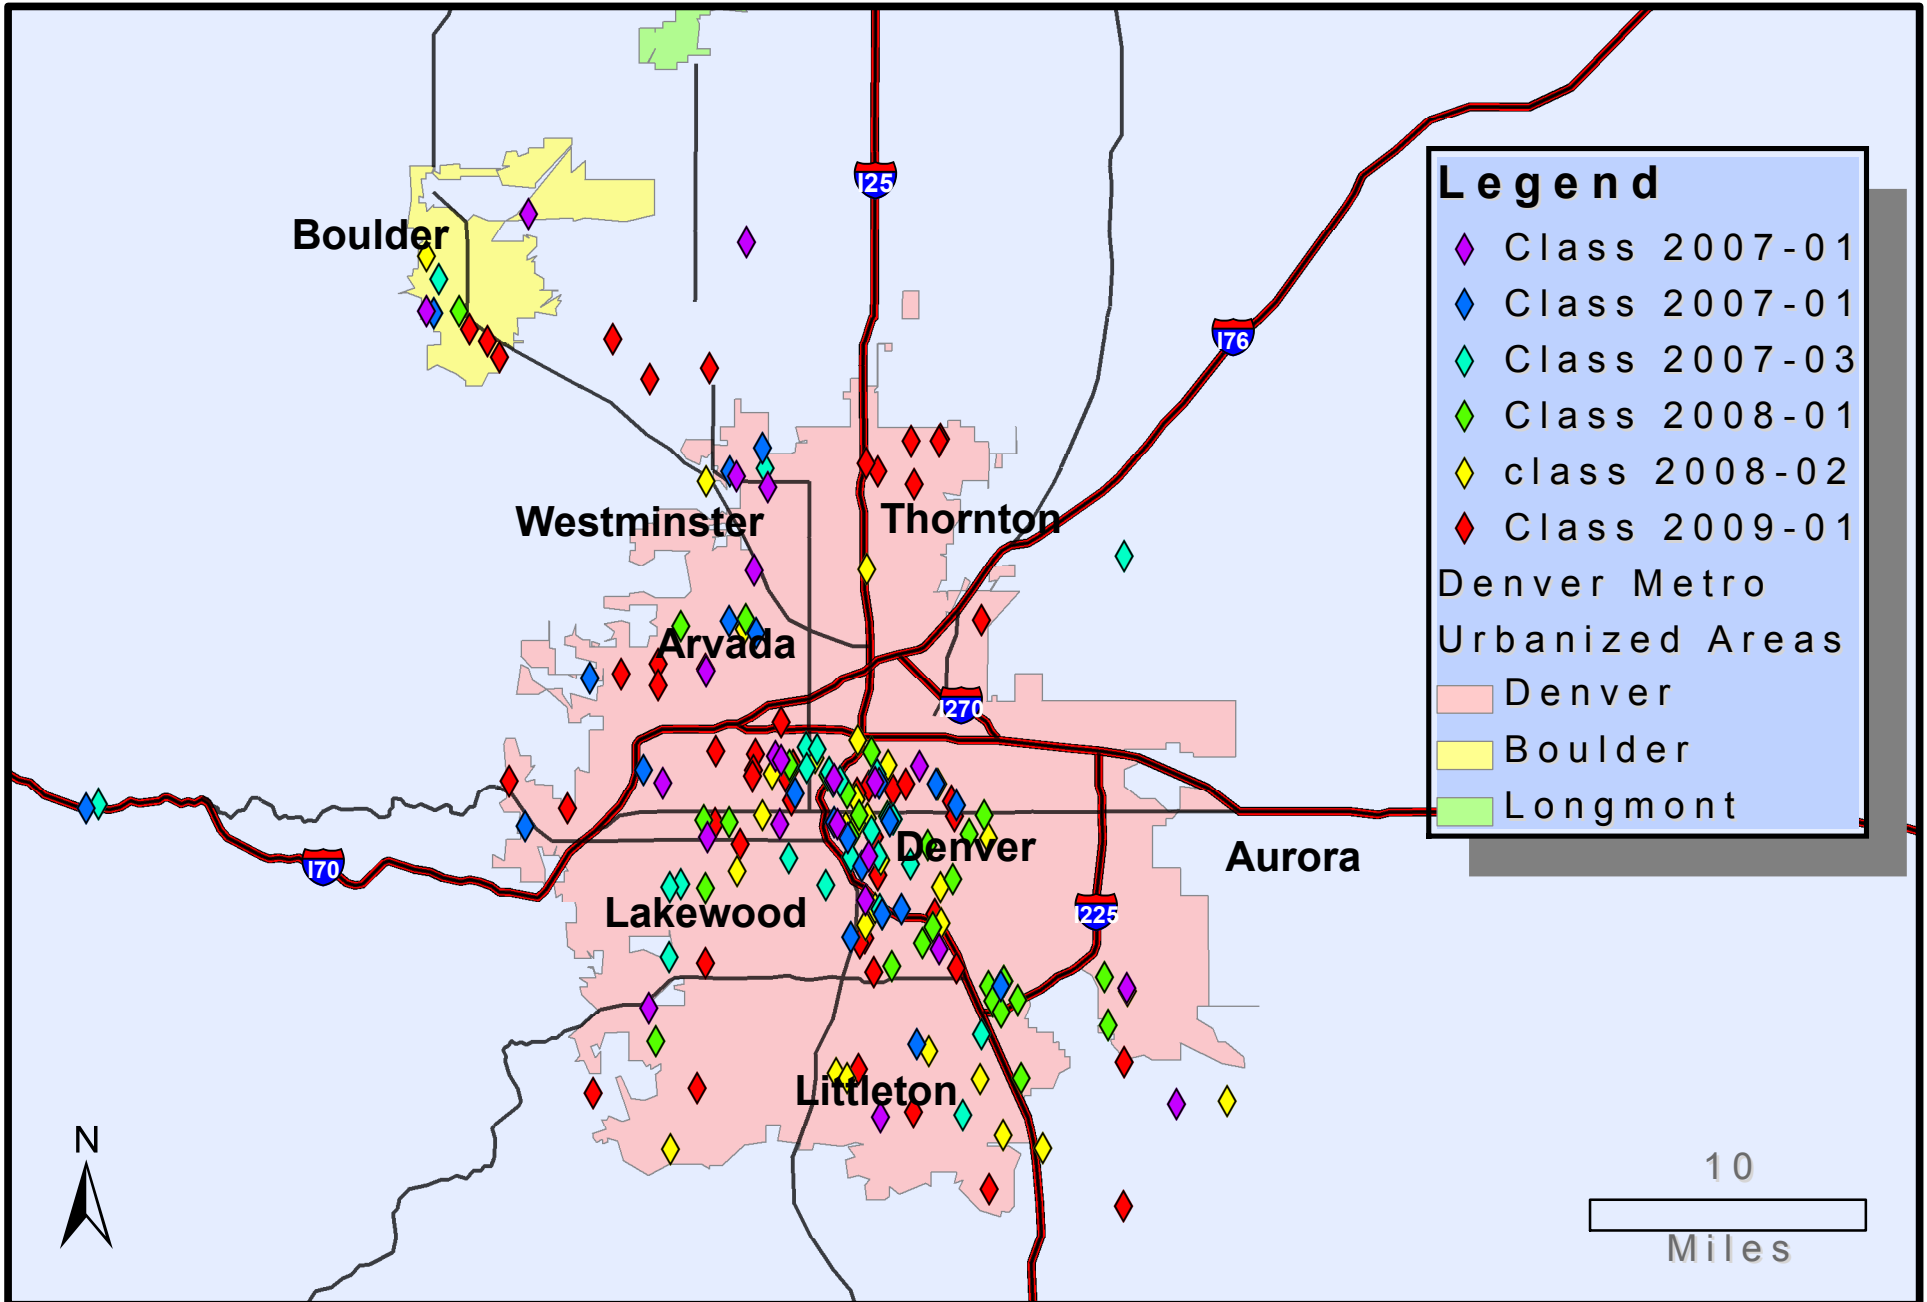 I25
Legend
Boulder
Class 2007-01
Class 2007-01
I76
Class 2007-03
Class 2008-01
class 2008-02
Westminster
Thornton
Class 2009-01
Denver Metro
Urbanized Areas
Arvada
Denver
I270
Boulder
Longmont
Denver
Aurora
I70
Lakewood
I225
Littleton
N
10
Miles